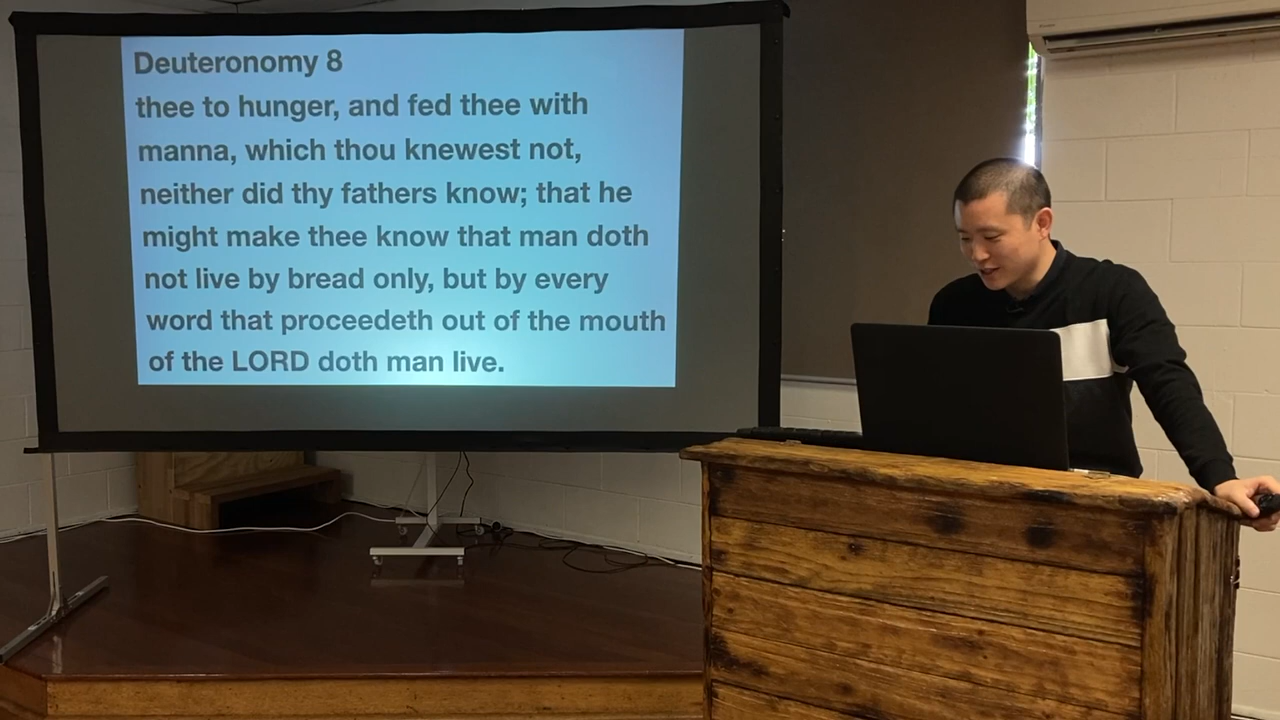 Deuteronomy 8
thee to hunger, and fed thee with
manna, which thou knewest not,
neither did thy fathers know; that he
might make thee know that man doth
not live by bread only, but by every
word that proceedeth out of the mouth
of the LORD doth man live.